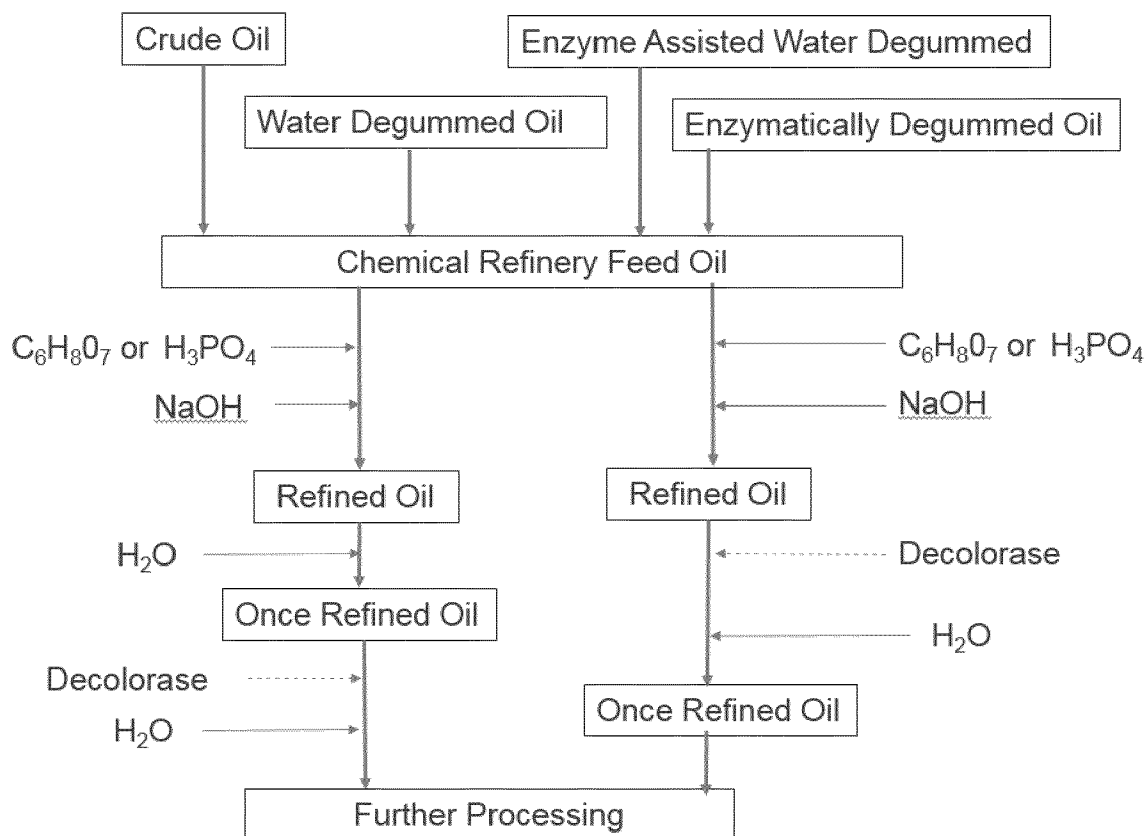 Crude Oil
Enzyme Assisted Water Degummed
Water Degummed Oil
Enzymatically Degummed Oil
Chemical Refinery Feed Oil
C₆H₈0₇ or H₃PO₄
C₆H₈0₇ or H₃PO₄
NaOH
NaOH
Refined Oil
Refined Oil
H₂O
Decolorase
Once Refined Oil
H₂O
Decolorase
Once Refined Oil
H₂O
Further Processing